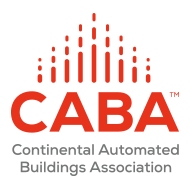 CABA™
Continental Automated
Buildings Association